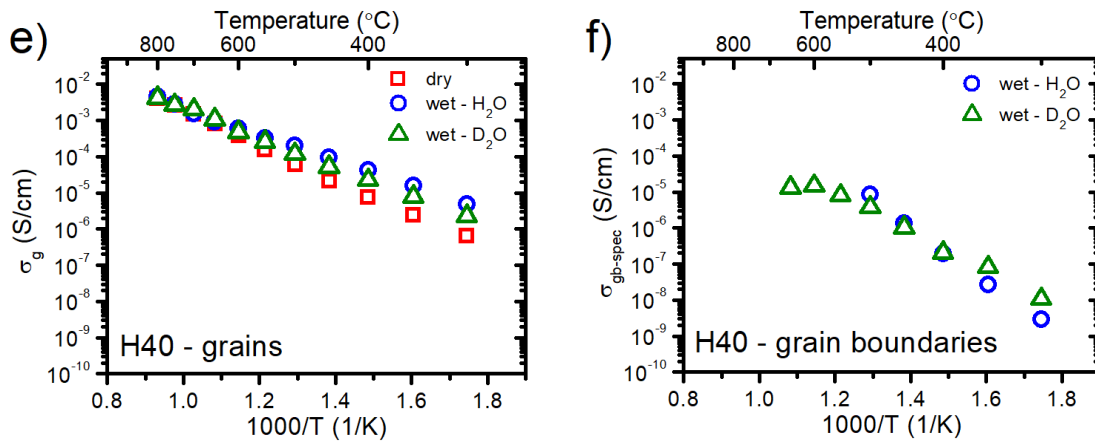 e)
Temperature (°C)
800 600 400
dry
wet - H₂O
wet - D₂O
10⁻²
10⁻³
10⁻⁴
10⁻⁵
10⁻⁶
10⁻⁷
10⁻⁸
10⁻⁹
10⁻¹⁰
σg (S/cm)
H40 - grains
0.8 1.0 1.2 1.4 1.6 1.8
1000/T (1/K)
f)
Temperature (°C)
800 600 400
wet - H₂O
wet - D₂O
10⁻²
10⁻³
10⁻⁴
10⁻⁵
10⁻⁶
10⁻⁷
10⁻⁸
10⁻⁹
10⁻¹⁰
σgb-spec (S/cm)
H40 - grain boundaries
0.8 1.0 1.2 1.4 1.6 1.8
1000/T (1/K)